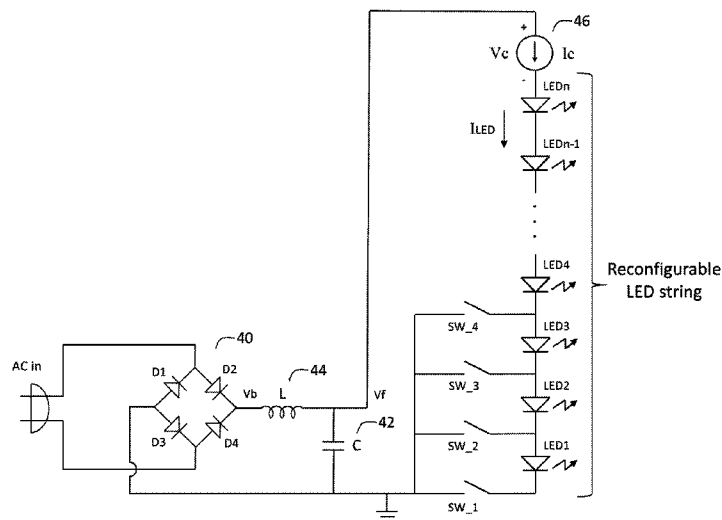 46
+
Vc
Ic
-
LEDn
ILED
LEDn-1
LED4
Reconfigurable
LED string
SW_4
LED3
40
AC in
D1
D2
44
SW_3
Vb
L
Vf
LED2
42
D3
D4
C
SW_2
LED1
SW_1